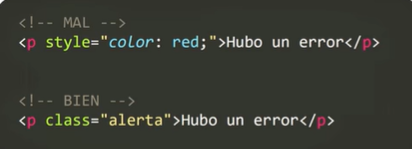 <!-- MAL -->
<p style="color: red;">Hubo un error</p>
<!-- BIEN -->
<p class="alerta">Hubo un error</p>